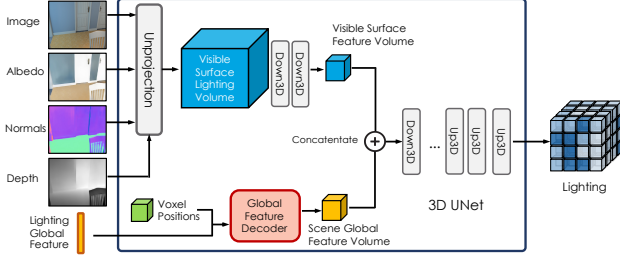 Image
Albedo
Normals
Depth
Lighting
Global
Feature
Unprojection
Visible
Surface
Lighting
Volume
Down3D
Down3D
Visible Surface
Feature Volume
Concatentate
Voxel
Positions
Global
Feature
Decoder
Scene Global
Feature Volume
Down3D
...
Up3D
Up3D
Up3D
3D UNet
Lighting